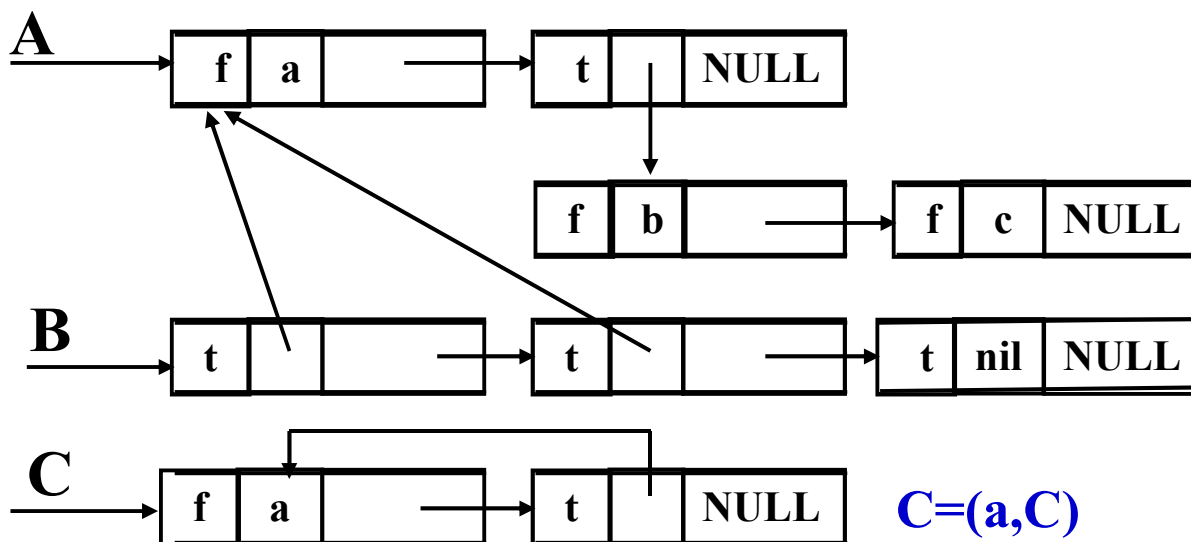 A
f a t NULL
f b f c NULL
B
t t t nil NULL
C
f a t NULL C=(a,C)